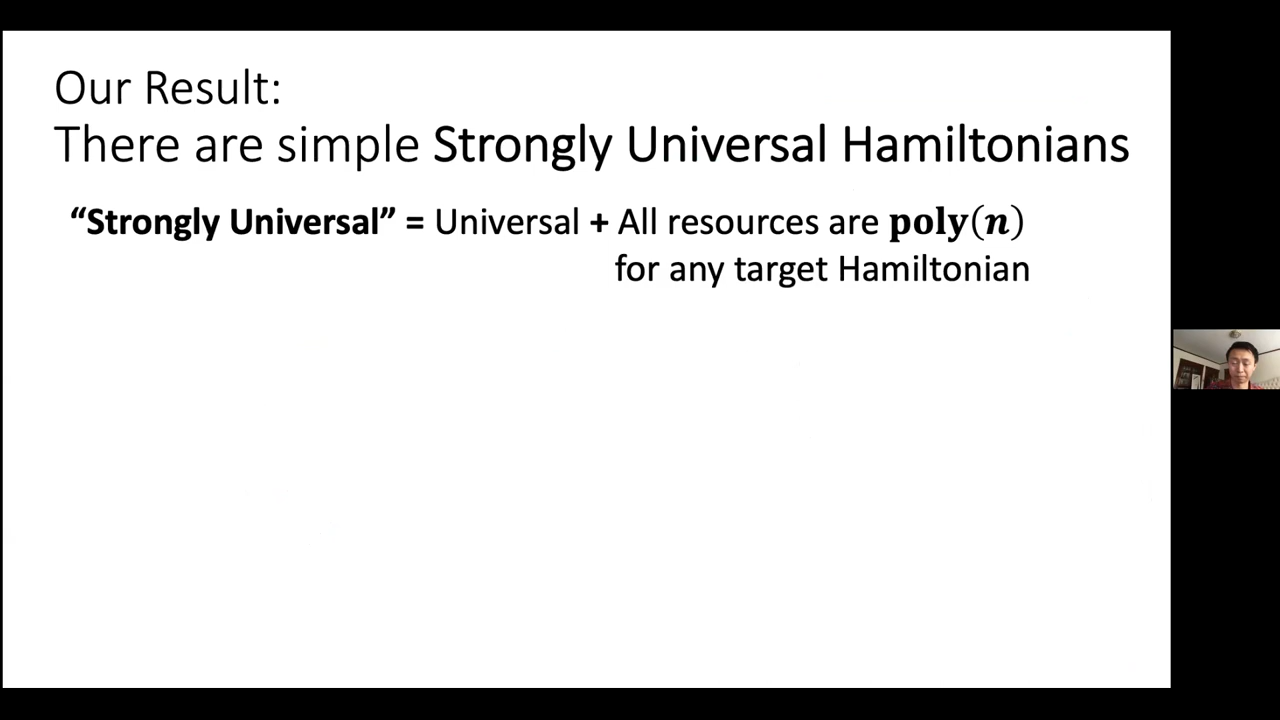 Our Result:
There are simple Strongly Universal Hamiltonians
“Strongly Universal” = Universal + All resources are poly(n)
for any target Hamiltonian